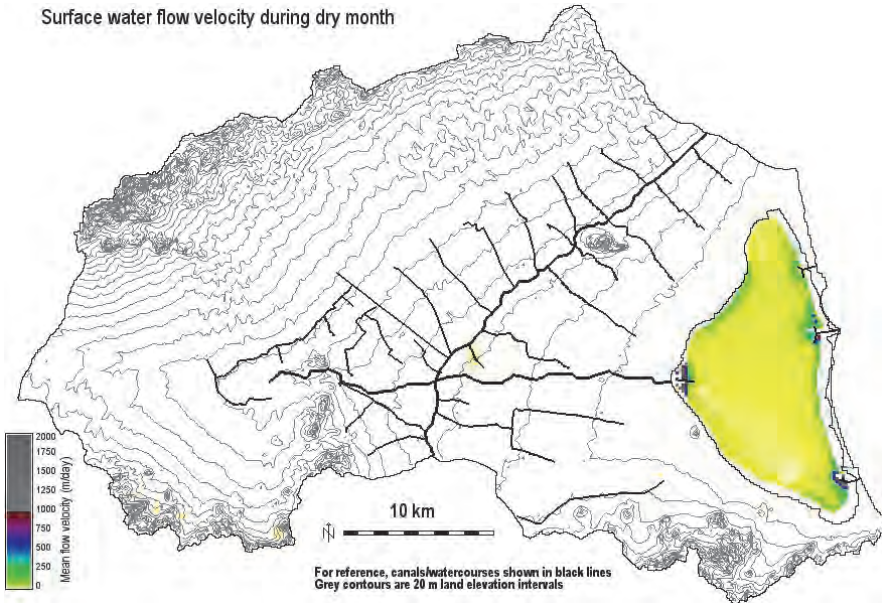 Surface water flow velocity during dry month
2000
1750
1500
1250
1000
750
500
250
0
Mean flow velocity (m/day)
N
10 km
For reference, canals/watercourses shown in black lines
Grey contours are 20 m land elevation intervals